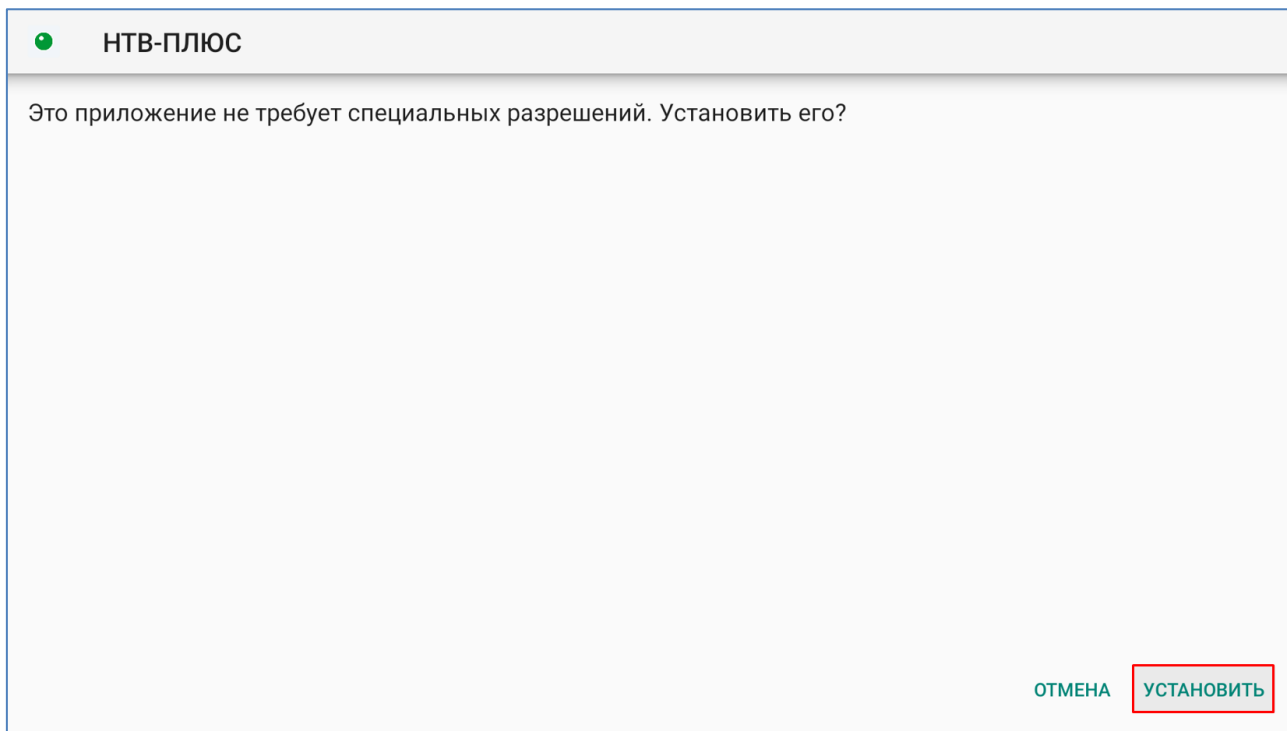 НТВ-ПЛЮС
Это приложение не требует специальных разрешений. Установить его?
ОТМЕНА УСТАНОВИТЬ